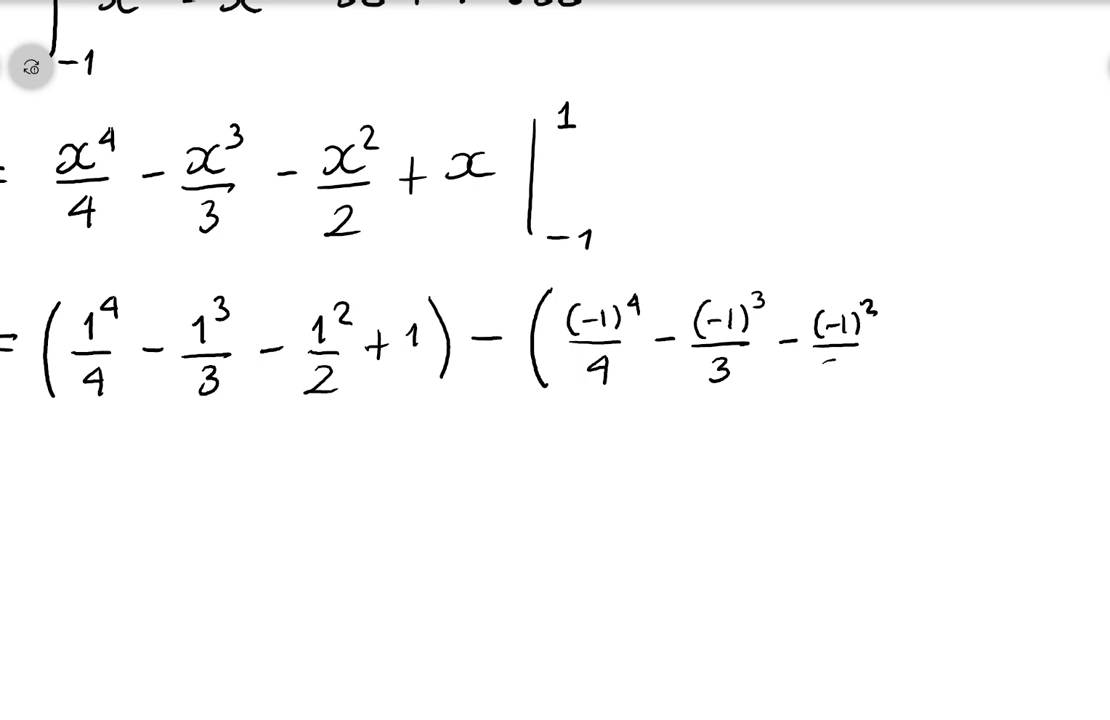 -1
= x^4/4 - x^3/3 - x^2/2 + x |_{-1}^{1}
= (1^4/4 - 1^3/3 - 1^2/2 + 1) - ((-1)^4/4 - (-1)^3/3 - (-1)^2/